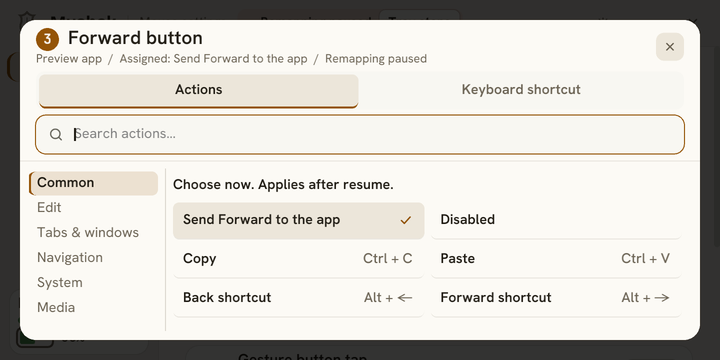 3 Forward button
Preview app / Assigned: Send Forward to the app / Remapping paused
Actions
Keyboard shortcut
Search actions...
Common
Edit
Tabs & windows
Navigation
System
Media
Choose now. Applies after resume.
Send Forward to the app
Disabled
Copy Ctrl + C
Paste Ctrl + V
Back shortcut Alt + ←
Forward shortcut Alt + →